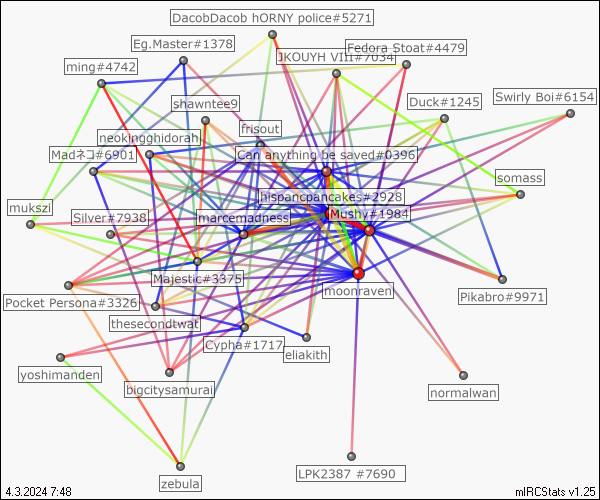 DacobDacob hORNY police#5271
Eg.Master#1378
JKOUYH VIII#7034
Fedora Stoat#4479
ming#4742
shawntee9
Duck#1245
Swirly Boi#6154
neokingghidorah
frisout
Madネコ#6901
Can anything be saved#0396
somass
hispancpancakes#2928
mukszi
Silver#7938
marcemadness
Mushy#1984
Majestic#3375
moonraven
Pikabro#9971
Pocket Persona#3326
thesecondtwat
Cypha#1717
eliakith
yoshimanden
bigcitysamurai
normalwan
LPK2387 #7690
zebula
4.3.2024 7:48
mIRCStats v1.25